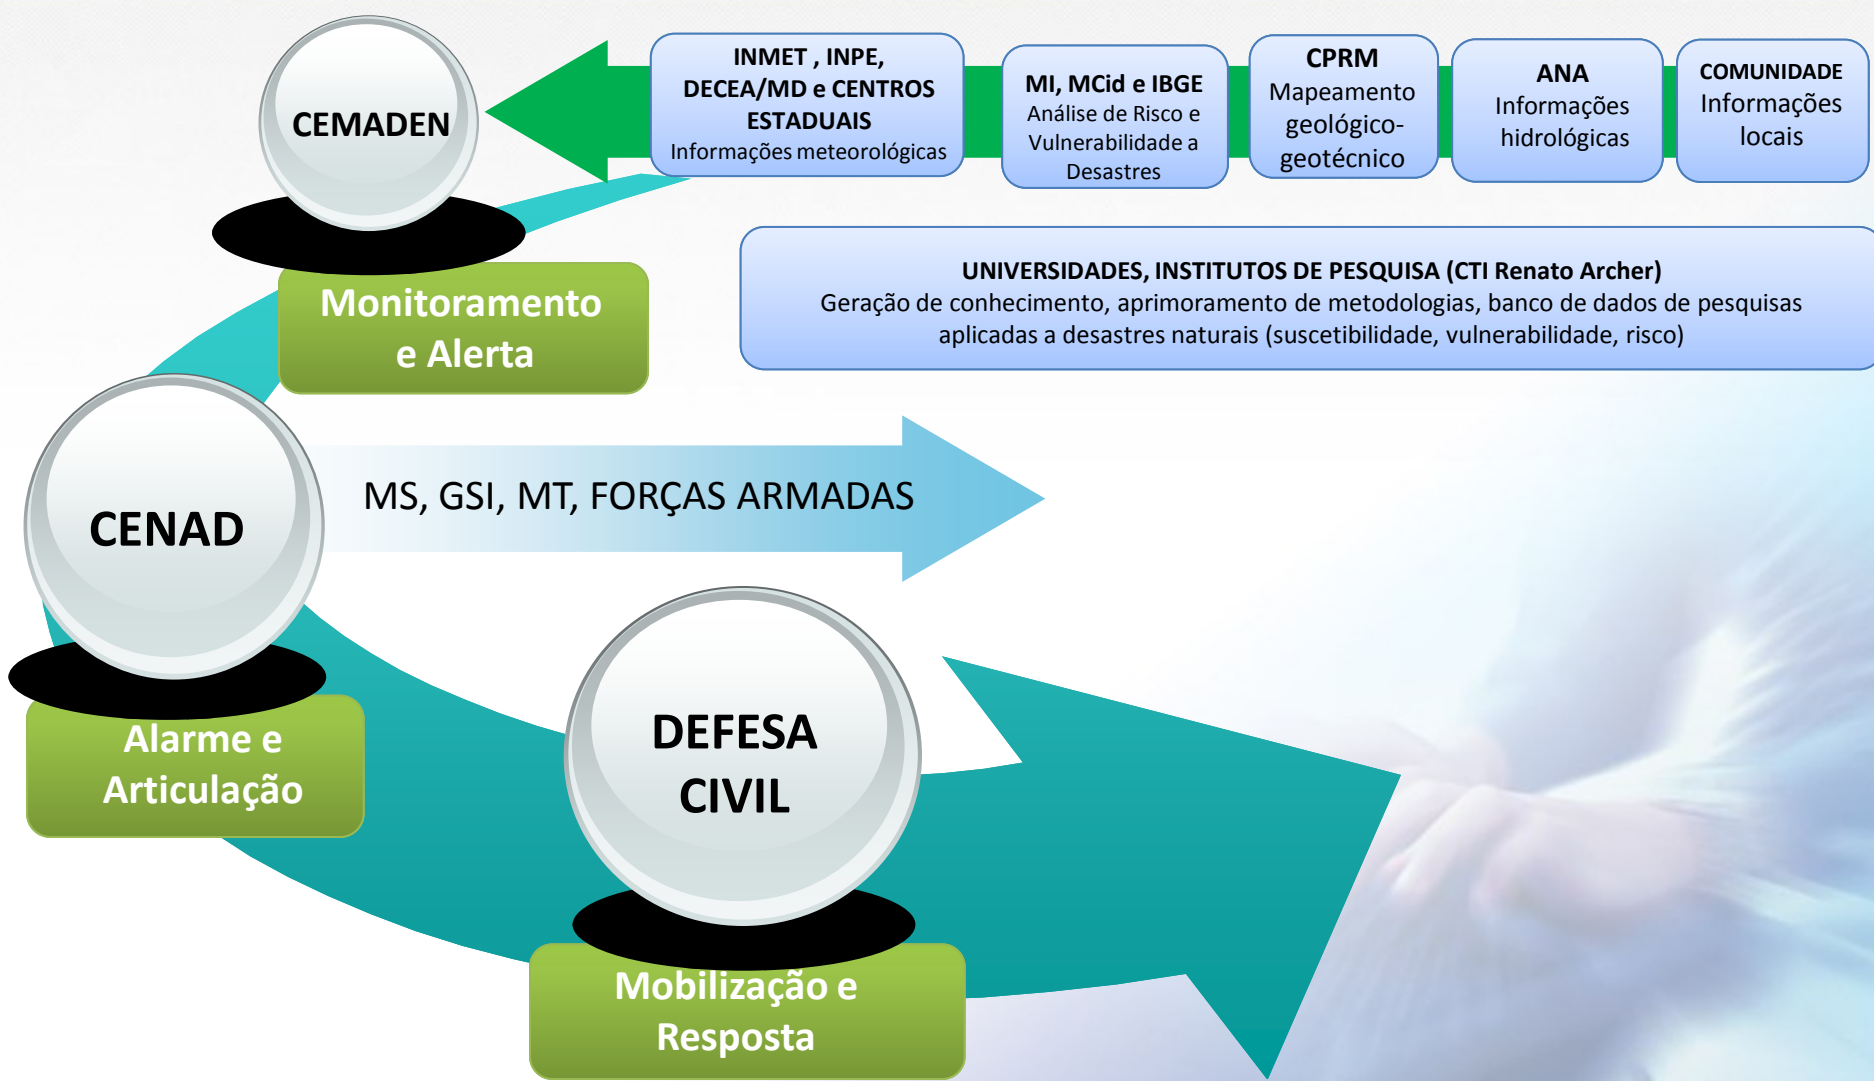 CEMADEN
INMET , INPE,
DECEA/MD e CENTROS
ESTADUAIS
Informações meteorológicas
MI, MCid e IBGE
Análise de Risco e
Vulnerabilidade a
Desastres
CPRM
Mapeamento
geológico-
geotécnico
ANA
Informações
hidrológicas
COMUNIDADE
Informações
locais
UNIVERSIDADES, INSTITUTOS DE PESQUISA (CTI Renato Archer)
Geração de conhecimento, aprimoramento de metodologias, banco de dados de pesquisas
aplicadas a desastres naturais (suscetibilidade, vulnerabilidade, risco)
Monitoramento
e Alerta
CENAD
MS, GSI, MT, FORÇAS ARMADAS
Alarme e
Articulação
DEFESA
CIVIL
Mobilização e
Resposta